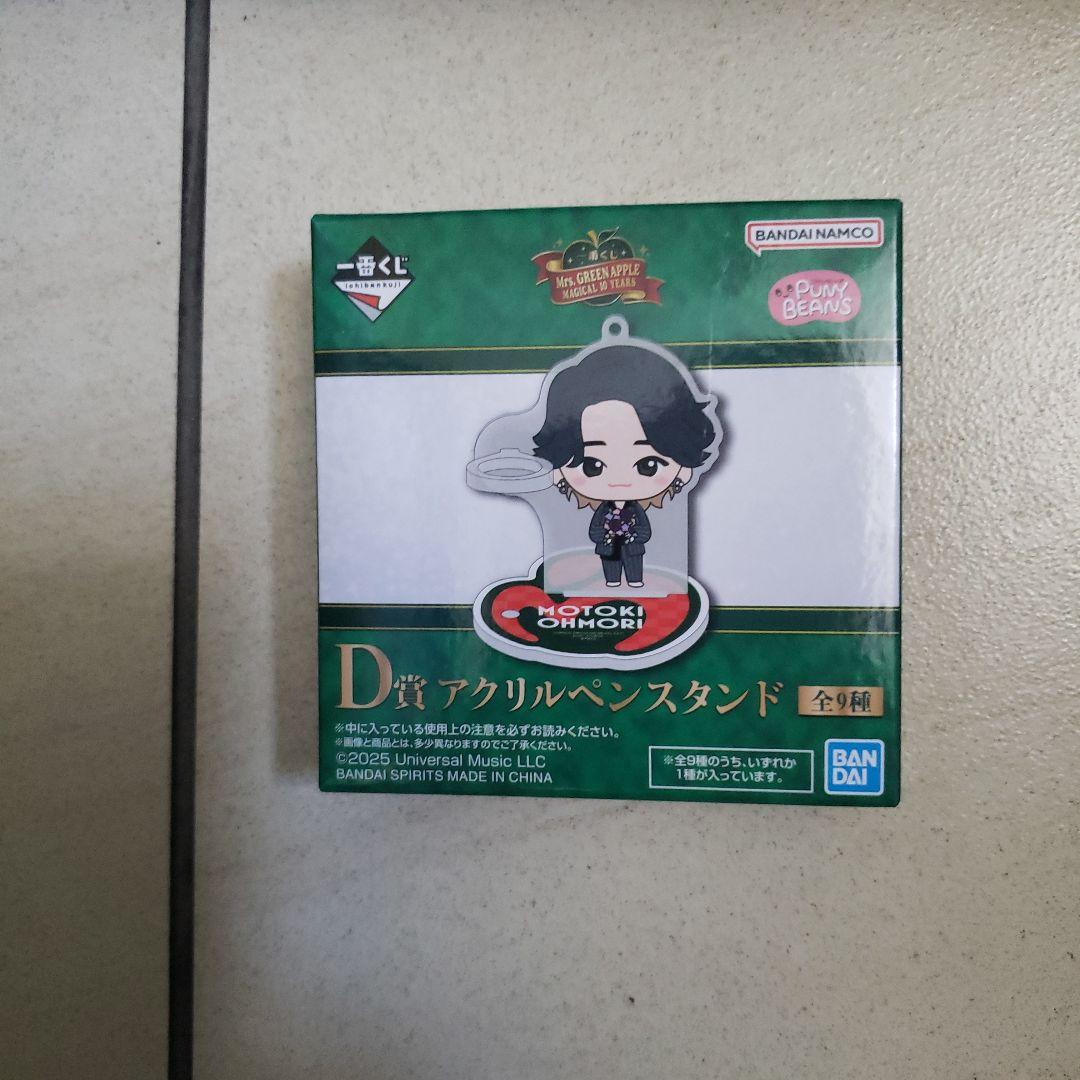 一番くじ
ichibankuji
一番くじ
Mrs. GREEN APPLE
MAGICAL 10 YEARS
BANDAI NAMCO
PUNY
BEANS
MOTOKI
OHMORI
D賞 アクリルペンスタンド 全9種
※中に入っている使用上の注意を必ずお読みください。
※画像と商品とは、多少異なりますのでご了承ください。
©2025 Universal Music LLC
BANDAI SPIRITS MADE IN CHINA
※全9種のうち、いずれか
1種が入っています。
BAN
DAI